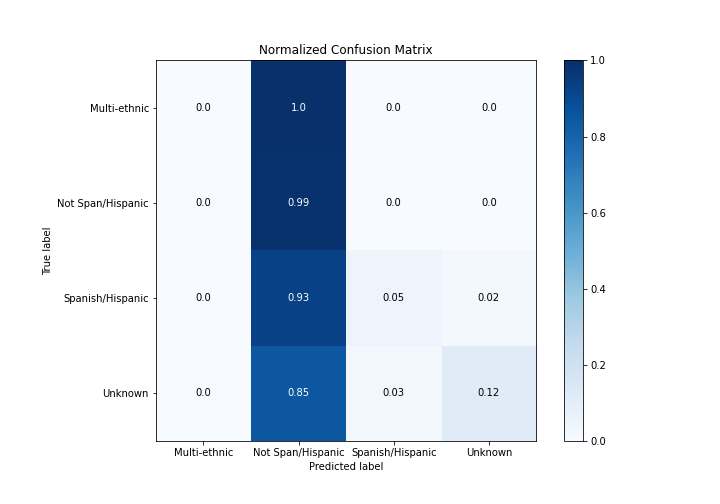 Normalized Confusion Matrix
True label
Multi-ethnic 0.0 1.0 0.0 0.0
Not Span/Hispanic 0.0 0.99 0.0 0.0
Spanish/Hispanic 0.0 0.93 0.05 0.02
Unknown 0.0 0.85 0.03 0.12
Multi-ethnic Not Span/Hispanic Spanish/Hispanic Unknown
Predicted label
1.0
0.8
0.6
0.4
0.2
0.0